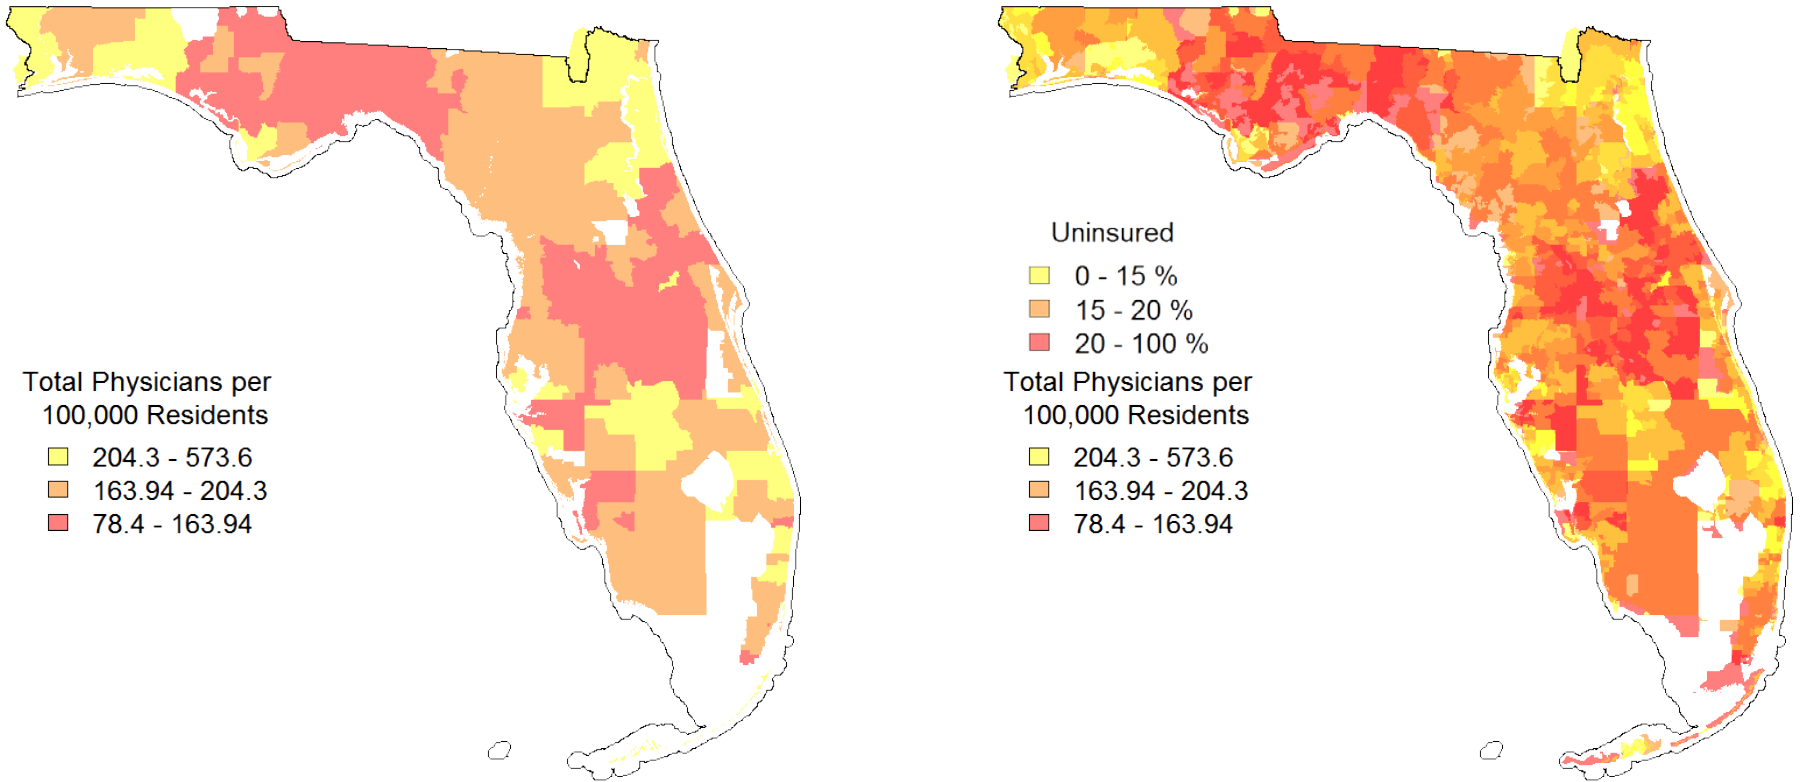 Total Physicians per
100,000 Residents
204.3 - 573.6
163.94 - 204.3
78.4 - 163.94
Uninsured
0 - 15 %
15 - 20 %
20 - 100 %
Total Physicians per
100,000 Residents
204.3 - 573.6
163.94 - 204.3
78.4 - 163.94